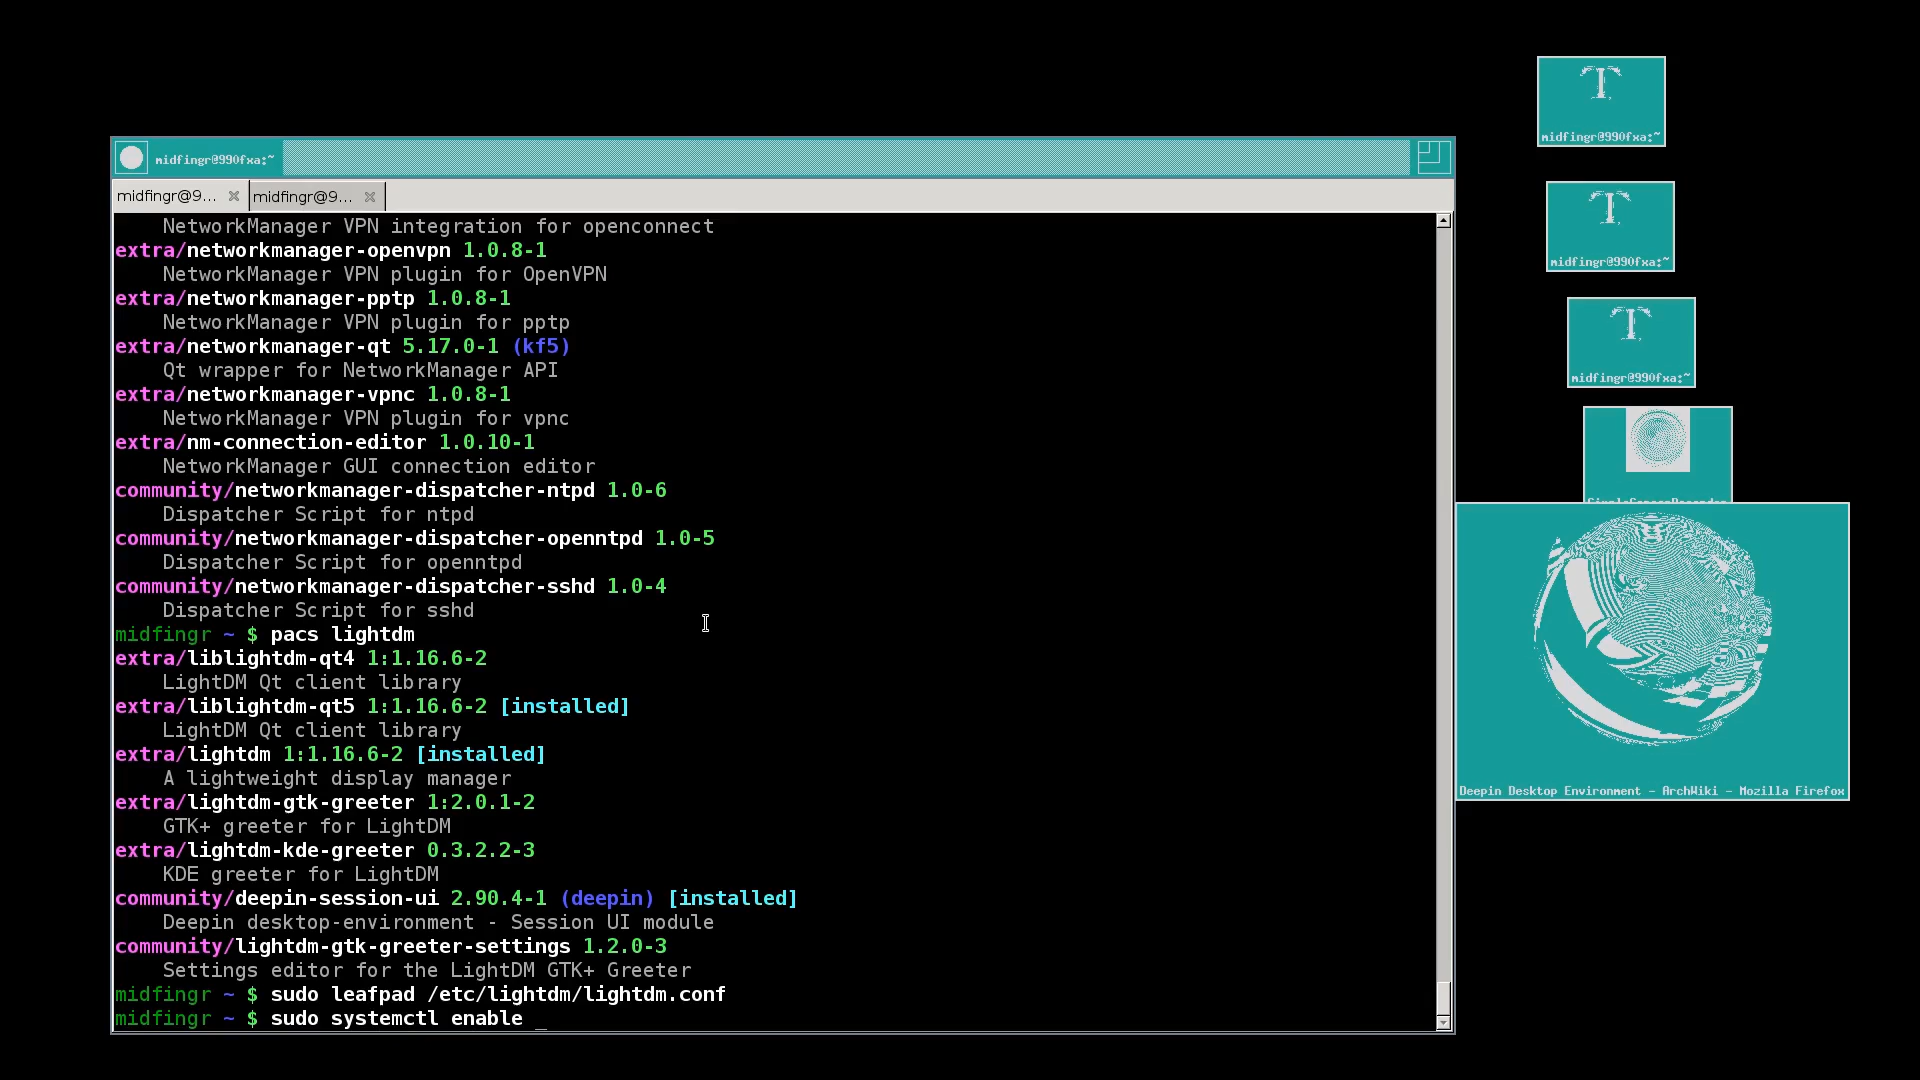 midfingr@990fxa:~
midfingr@990fxa:~
midfingr@9... midfingr@9...
NetworkManager VPN integration for openconnect
extra/networkmanager-openvpn 1.0.8-1
NetworkManager VPN plugin for OpenVPN
extra/networkmanager-pptp 1.0.8-1
NetworkManager VPN plugin for pptp
extra/networkmanager-qt 5.17.0-1 (kf5)
Qt wrapper for NetworkManager API
extra/networkmanager-vpnc 1.0.8-1
NetworkManager VPN plugin for vpnc
extra/nm-connection-editor 1.0.10-1
NetworkManager GUI connection editor
community/networkmanager-dispatcher-ntpd 1.0-6
Dispatcher Script for ntpd
community/networkmanager-dispatcher-openntpd 1.0-5
Dispatcher Script for openntpd
community/networkmanager-dispatcher-sshd 1.0-4
Dispatcher Script for sshd
midfingr ~ $ pacs lightdm
extra/liblightdm-qt4 1:1.16.6-2
LightDM Qt client library
extra/liblightdm-qt5 1:1.16.6-2 [installed]
LightDM Qt client library
extra/lightdm 1:1.16.6-2 [installed]
A lightweight display manager
extra/lightdm-gtk-greeter 1:2.0.1-2
GTK+ greeter for LightDM
extra/lightdm-kde-greeter 0.3.2.2-3
KDE greeter for LightDM
community/deepin-session-ui 2.90.4-1 (deepin) [installed]
Deepin desktop-environment - Session UI module
community/lightdm-gtk-greeter-settings 1.2.0-3
Settings editor for the LightDM GTK+ Greeter
midfingr ~ $ sudo leafpad /etc/lightdm/lightdm.conf
midfingr ~ $ sudo systemctl enable _
midfingr@990fxa:~
midfingr@990fxa:~
Deepin Desktop Environment - ArchWiki - Mozilla Firefox